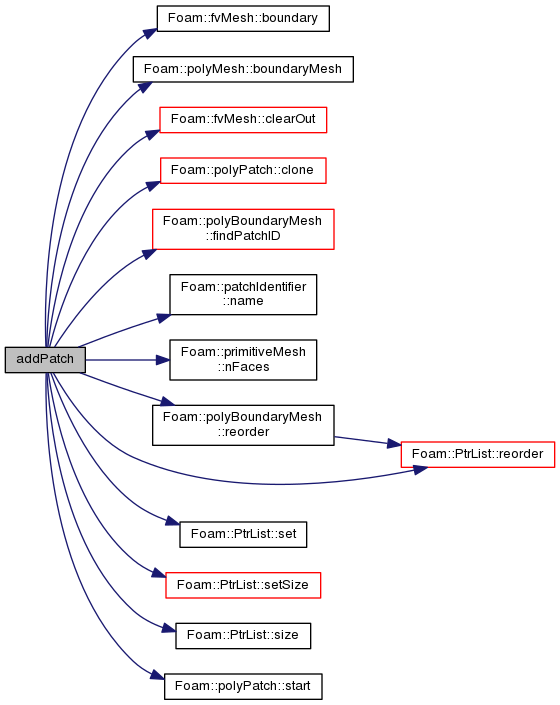 Foam::fvMesh::boundary
Foam::polyMesh::boundaryMesh
Foam::fvMesh::clearOut
Foam::polyPatch::clone
Foam::polyBoundaryMesh
::findPatchID
Foam::patchIdentifier
::name
addPatch
Foam::primitiveMesh
::nFaces
Foam::polyBoundaryMesh
::reorder
Foam::PtrList::reorder
Foam::PtrList::set
Foam::PtrList::setSize
Foam::PtrList::size
Foam::polyPatch::start